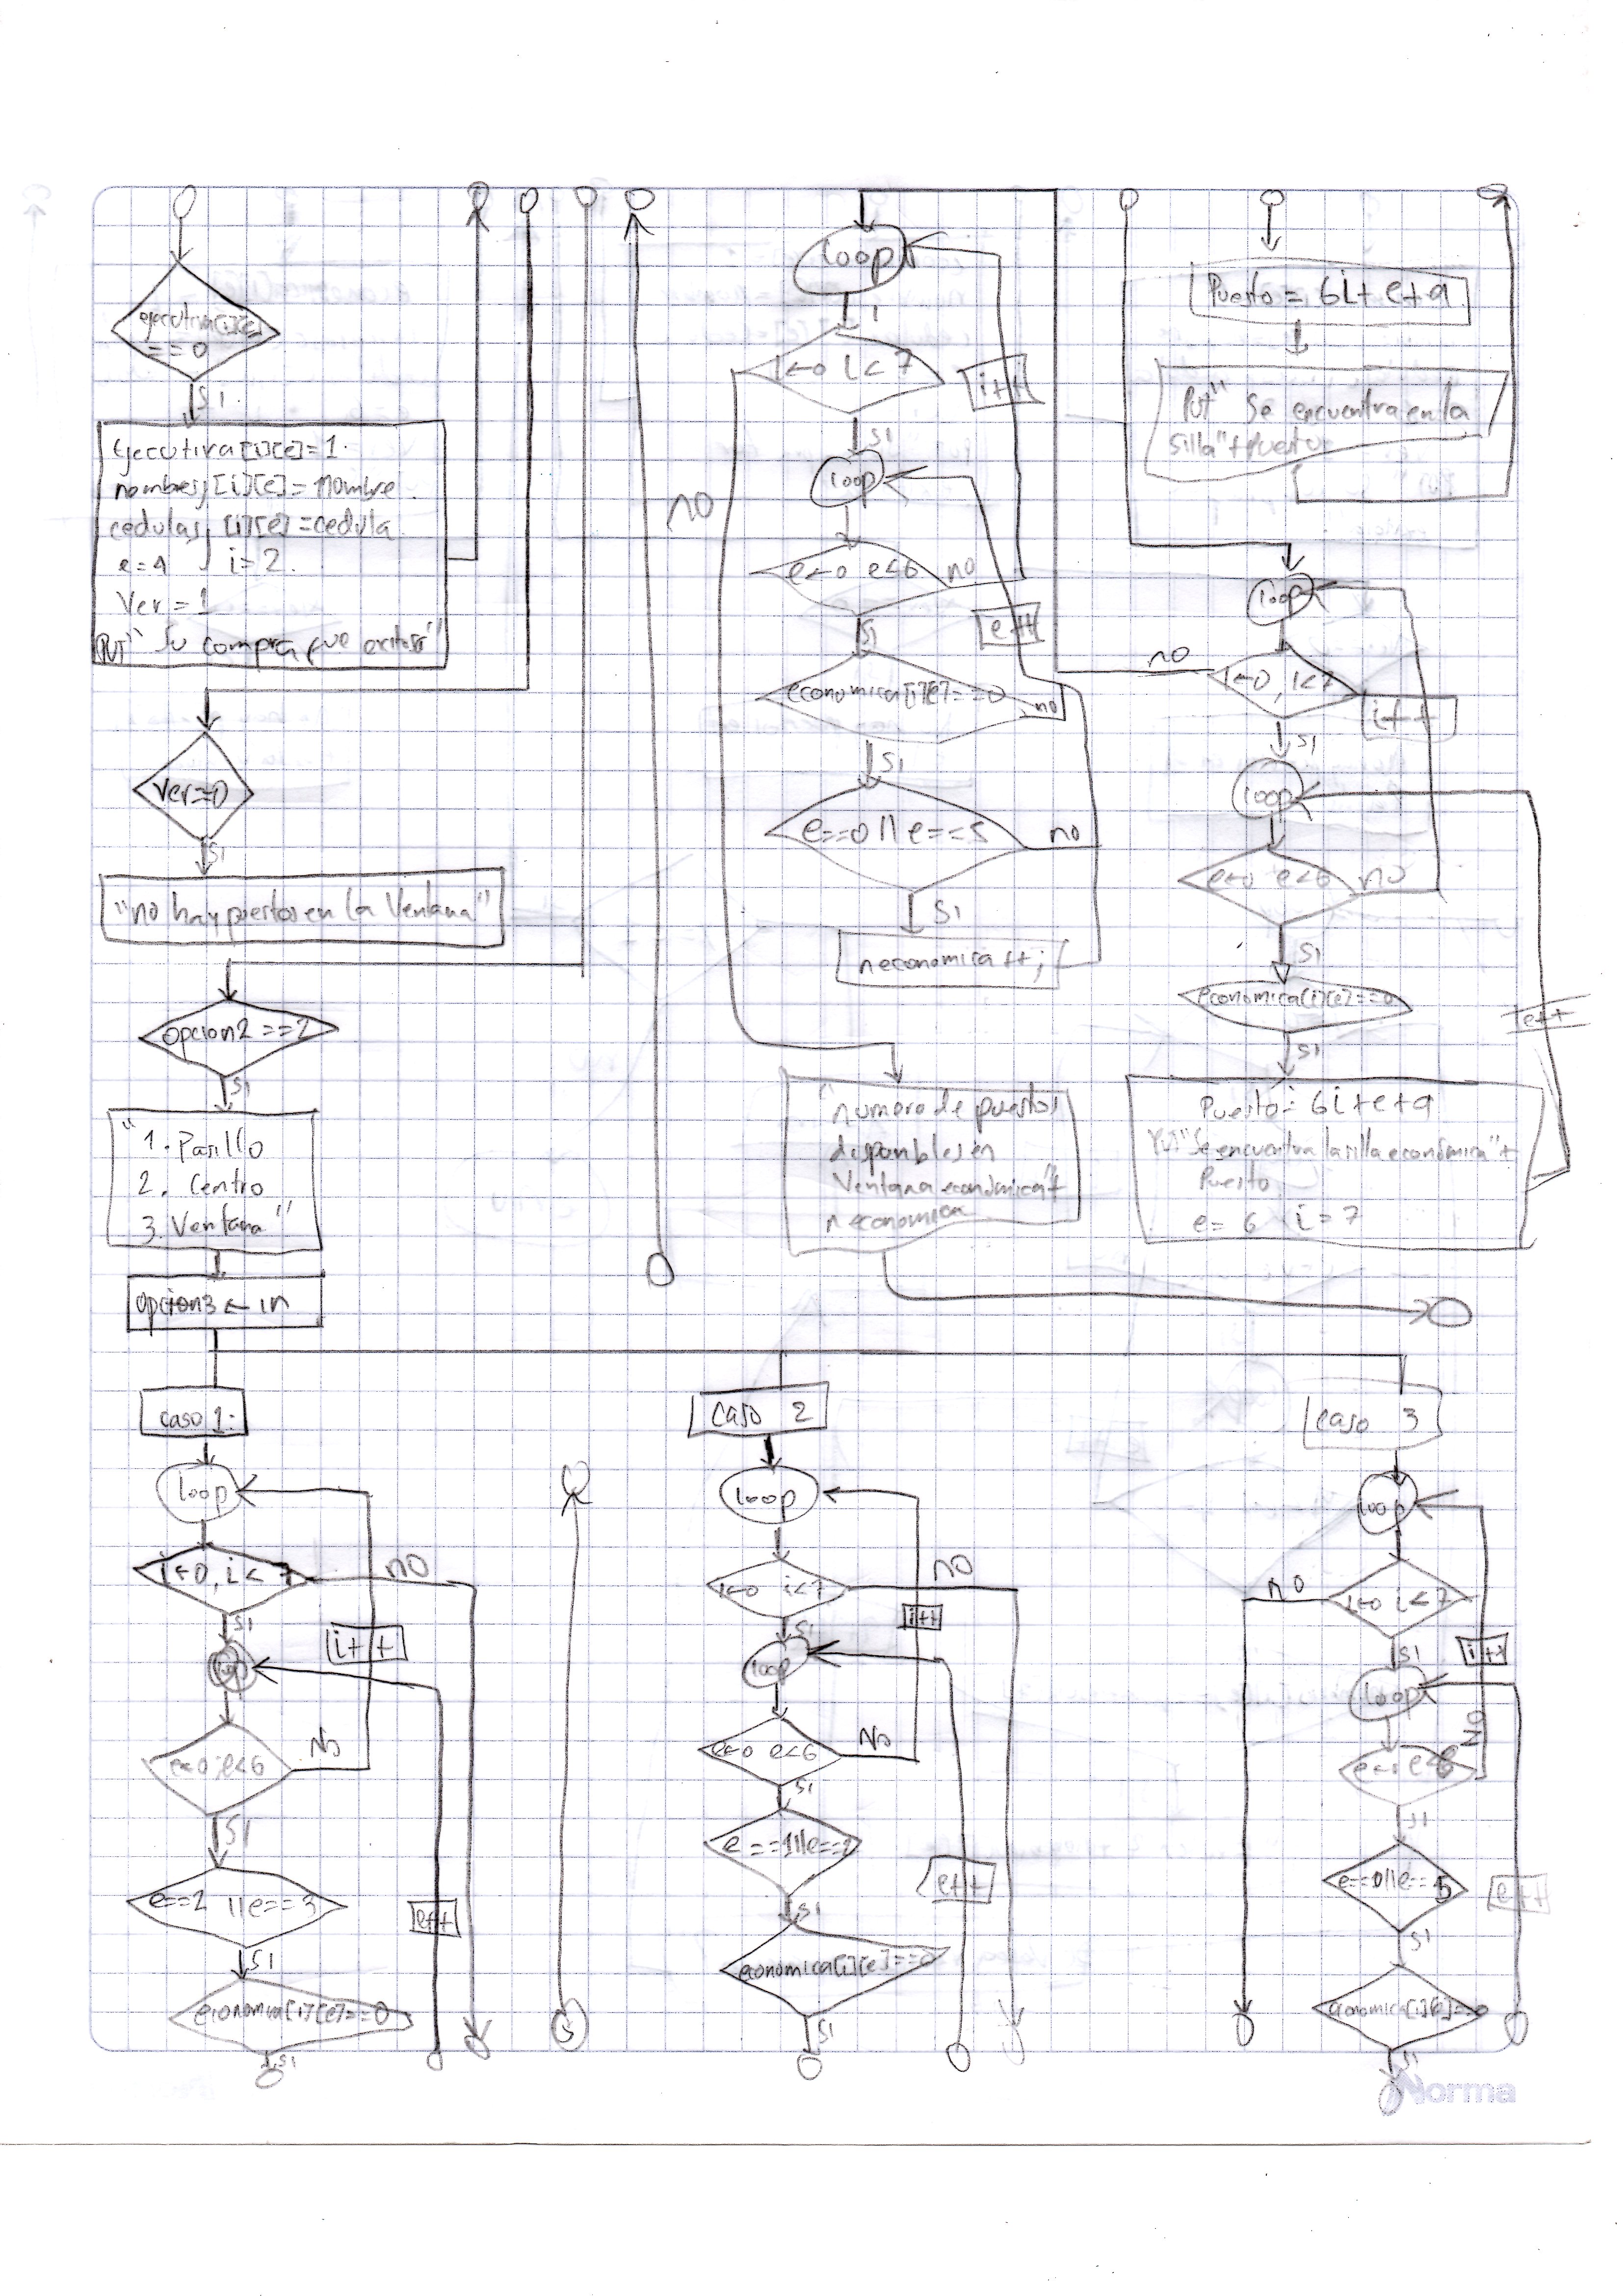 ejecutiva[i][e]
==0
si
Ejecutiva[i][e]=1.
nombres, [i][e]=nombre
cedulas, [i][e]=cedula
e=4 i=2.
Ver=1
PUT" Su compra fue exitosa"
Ver==0
si
"no hay puestos en la Ventana"
opcion2 ==2
si
"1. Pasillo
2. Centro
3. Ventana"
opcion3 ← in
loop
i←0 i<7
i++
si
loop
no
e←0 e<6 no
si
e++
economica[i][e]==0
no
si
e==0 || e==5 no
si
neconomica++;
"numero de puestos
disponibles en
Ventana economica"+
neconomica
Puesto = 6i+e+9
PUT" Se encuentra en la
silla"+puesto
loop
no
i←0, i<7
i++
si
loop
e←0 e<6 no
si
economica[i][e]==0
e++
si
Puesto= 6i+e+9
PUT"Se encuentra la silla economica"+
Puesto
e= 6 i=7
caso 1.
loop
i←0, i<7 no
si
i++
loop
e←0, e<6 No
si
e==2 ||e==3
e++
si
economica[i][e]==0
si
caso 2
loop
i←0 i<7 no
i++
si
loop
e←0 e<6 No
si
e++
si
economica[i][e]==0
si
caso 3
loop
no i←0 i<7
si
i++
loop
No
si
e==0||e==5
e++
si
economica[i][e]==0
si
Norma